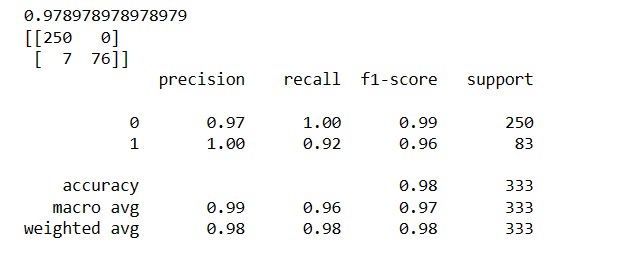 0.978978978978979
[[250   0]
 [  7  76]]
              precision    recall  f1-score   support

           0       0.97      1.00      0.99       250
           1       1.00      0.92      0.96        83

    accuracy                           0.98       333
   macro avg       0.99      0.96      0.97       333
weighted avg       0.98      0.98      0.98       333